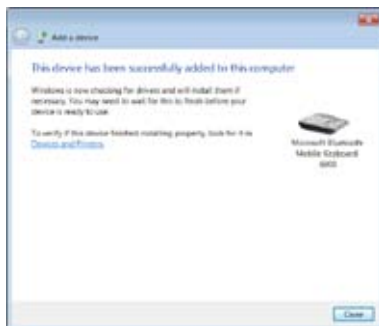 Add a device
This device has been successfully added to this computer
Windows is now checking for drivers and will install them if
necessary. You may need to wait for this to finish before your
device is ready to use.
To verify if this device finished installing properly, look for it in
Devices and Printers.
Microsoft Bluetooth
Mobile Keyboard
6000
Close